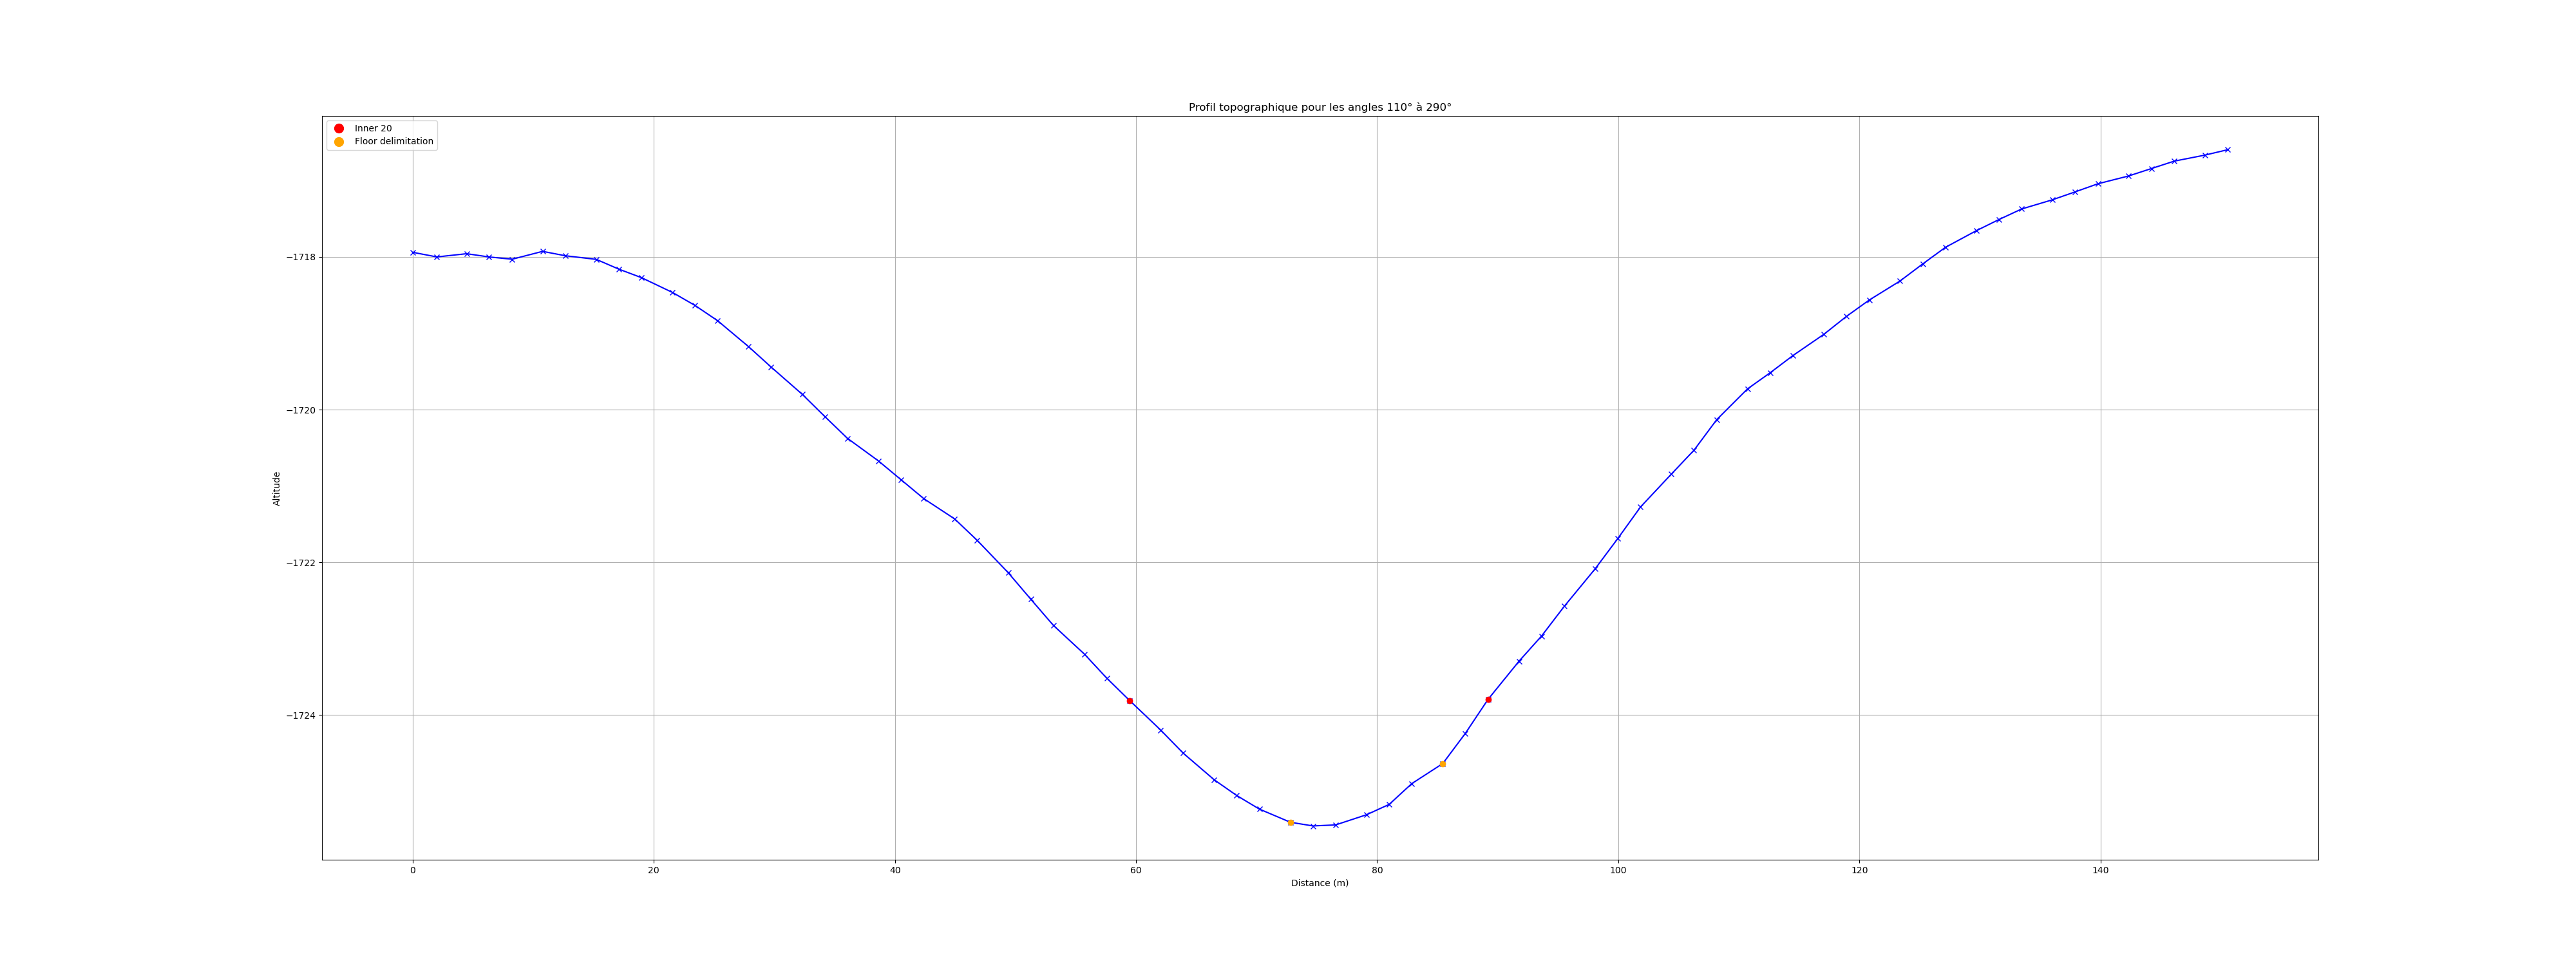 Profil topographique pour les angles 110° à 290°
Inner 20
Floor delimitation
Altitude
−1718
−1720
−1722
−1724
0 20 40 60 80 100 120 140
Distance (m)